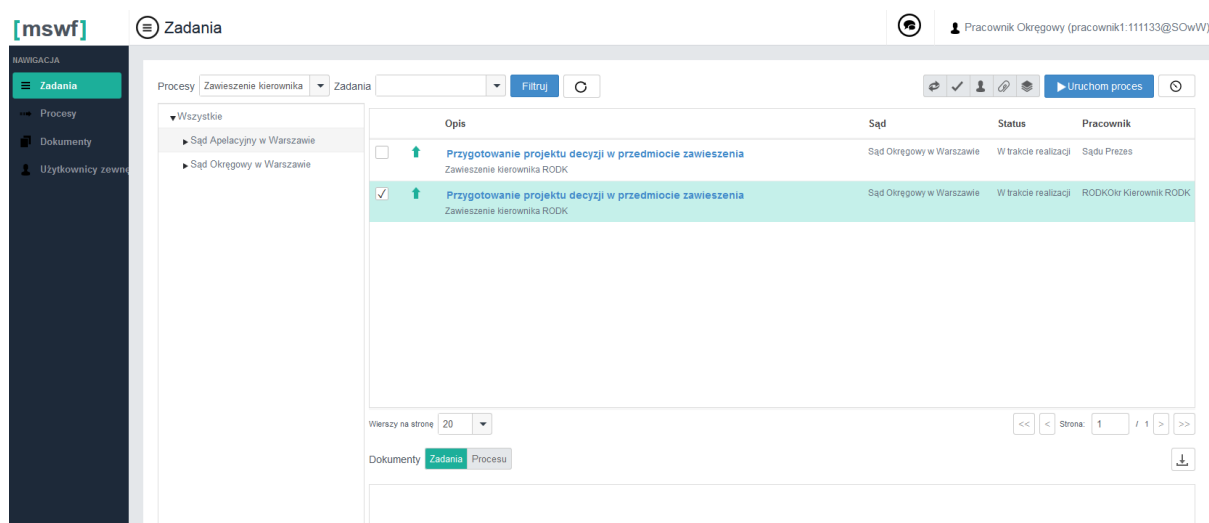 [mswf]
Zadania
Pracownik Okręgowy (pracownik1:111133@SOwW)
NAWIGACJA
Zadania
Procesy
Dokumenty
Użytkownicy zewnę
Procesy Zawieszenie kierownika Zadania Filtruj Uruchom proces
Wszystkie
Sąd Apelacyjny w Warszawie
Sąd Okręgowy w Warszawie
Opis Sąd Status Pracownik
Przygotowanie projektu decyzji w przedmiocie zawieszenia Sąd Okręgowy w Warszawie W trakcie realizacji Sądu Prezes
Zawieszenie kierownika RODK
Przygotowanie projektu decyzji w przedmiocie zawieszenia Sąd Okręgowy w Warszawie W trakcie realizacji RODKOkr Kierownik RODK
Zawieszenie kierownika RODK
Wierszy na stronę 20 << < Strona: 1 / 1 > >>
Dokumenty Zadania Procesu